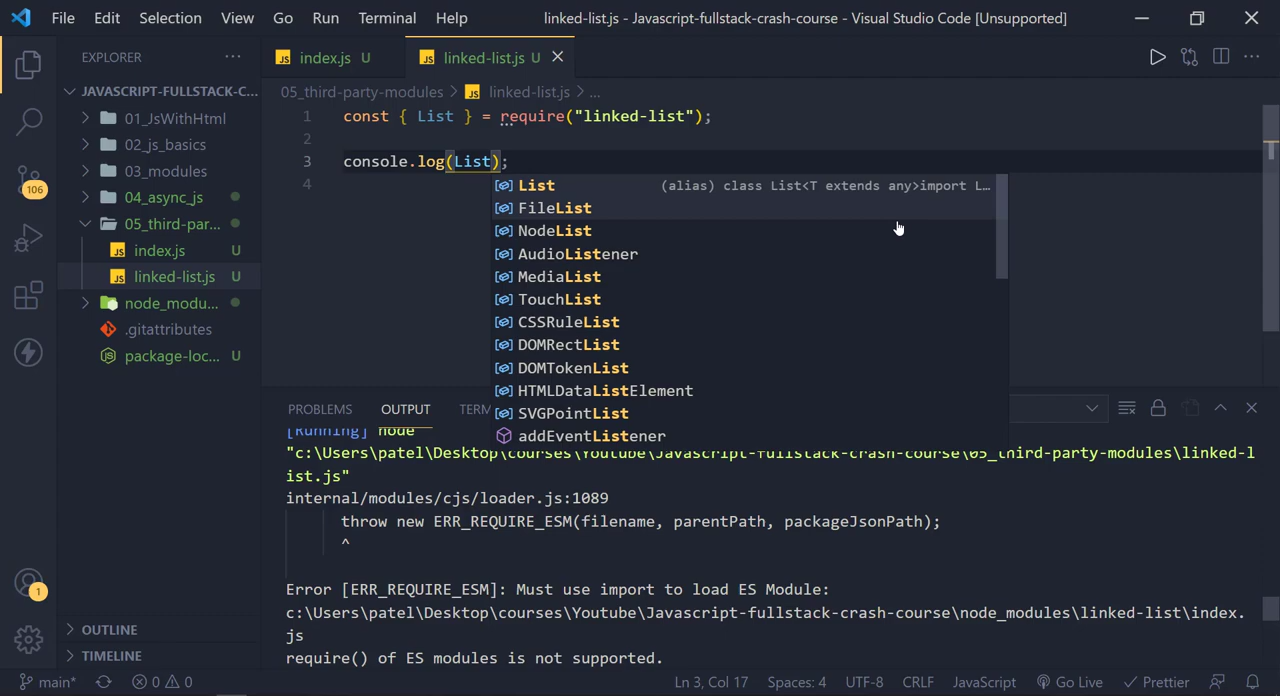 File Edit Selection View Go Run Terminal Help linked-list.js - Javascript-fullstack-crash-course - Visual Studio Code [Unsupported]
EXPLORER ···
JAVASCRIPT-FULLSTACK-C...
01_JsWithHtml
02_js_basics
03_modules
04_async_js
05_third-par...
JS index.js U
JS linked-list.js U
node_modu...
.gitattributes
package-loc... U
OUTLINE
TIMELINE
106
1
JS index.js U JS linked-list.js U
05_third-party-modules > JS linked-list.js > ...
1 const { List } = require("linked-list");
2
3 console.log(List);
4
List (alias) class List<T extends any>import L...
FileList
NodeList
AudioListener
MediaList
TouchList
CSSRuleList
DOMRectList
DOMTokenList
HTMLDataListElement
SVGPointList
addEventListener
PROBLEMS OUTPUT TERM
[Running] node
"c:\Users\patel\Desktop\courses\Youtube\Javascript-fullstack-crash-course\05_third-party-modules\linked-l
ist.js"
internal/modules/cjs/loader.js:1089
throw new ERR_REQUIRE_ESM(filename, parentPath, packageJsonPath);
^
Error [ERR_REQUIRE_ESM]: Must use import to load ES Module:
c:\Users\patel\Desktop\courses\Youtube\Javascript-fullstack-crash-course\node_modules\linked-list\index.
js
require() of ES modules is not supported.
main* 0 0 Ln 3, Col 17 Spaces: 4 UTF-8 CRLF JavaScript Go Live Prettier